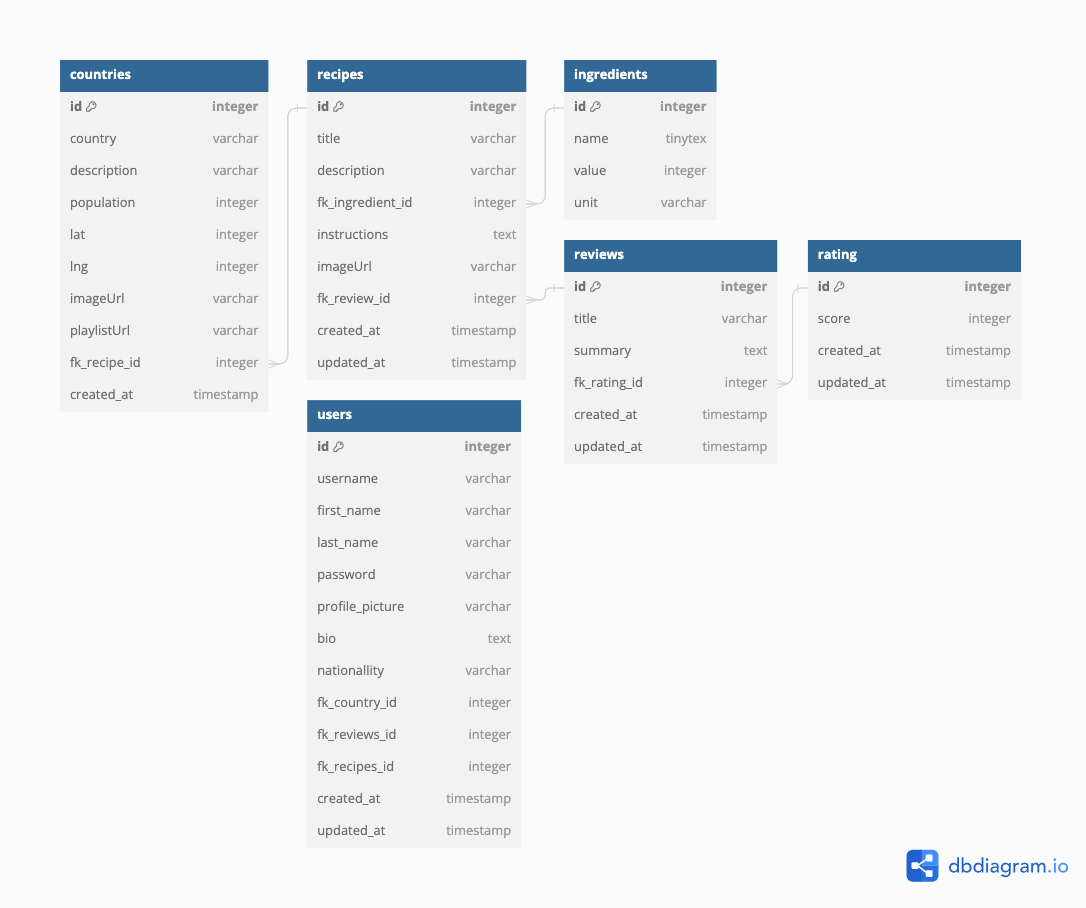 countries
id integer
country varchar
description varchar
population integer
lat integer
lng integer
imageUrl varchar
playlistUrl varchar
fk_recipe_id integer
created_at timestamp
recipes
id integer
title varchar
description varchar
fk_ingredient_id integer
instructions text
imageUrl varchar
fk_review_id integer
created_at timestamp
updated_at timestamp
ingredients
id integer
name tinytex
value integer
unit varchar
reviews
id integer
title varchar
summary text
fk_rating_id integer
created_at timestamp
updated_at timestamp
rating
id integer
score integer
created_at timestamp
updated_at timestamp
users
id integer
username varchar
first_name varchar
last_name varchar
password varchar
profile_picture varchar
bio text
nationallity varchar
fk_country_id integer
fk_reviews_id integer
fk_recipes_id integer
created_at timestamp
updated_at timestamp
dbdiagram.io